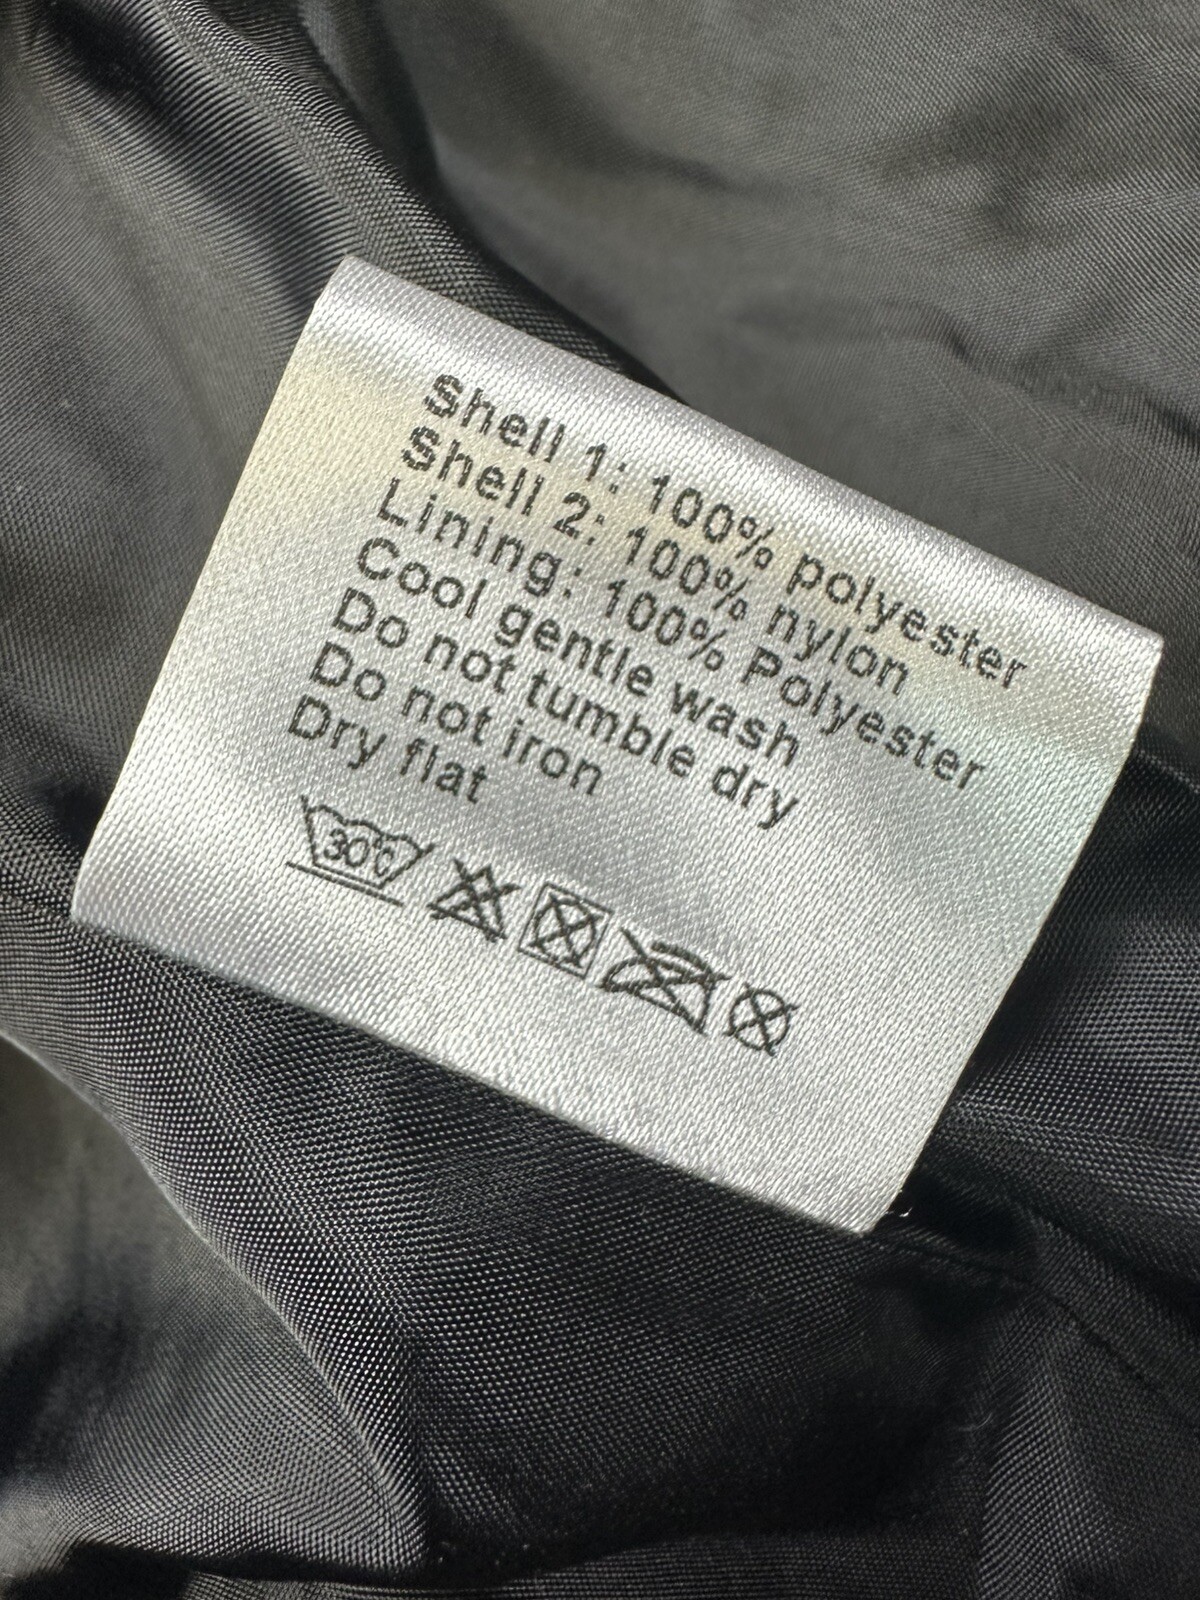 Shell 1: 100% polyester
Shell 2: 100% nylon
Lining: 100% Polyester
Cool gentle wash
Do not tumble dry
Do not iron
Dry flat
30°C